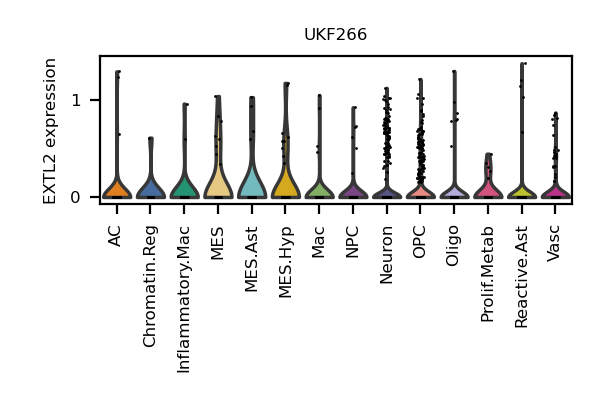 UKF266
EXTL2 expression
1
0
AC
Chromatin.Reg
Inflammatory.Mac
MES
MES.Ast
MES.Hyp
Mac
NPC
Neuron
OPC
Oligo
Prolif.Metab
Reactive.Ast
Vasc